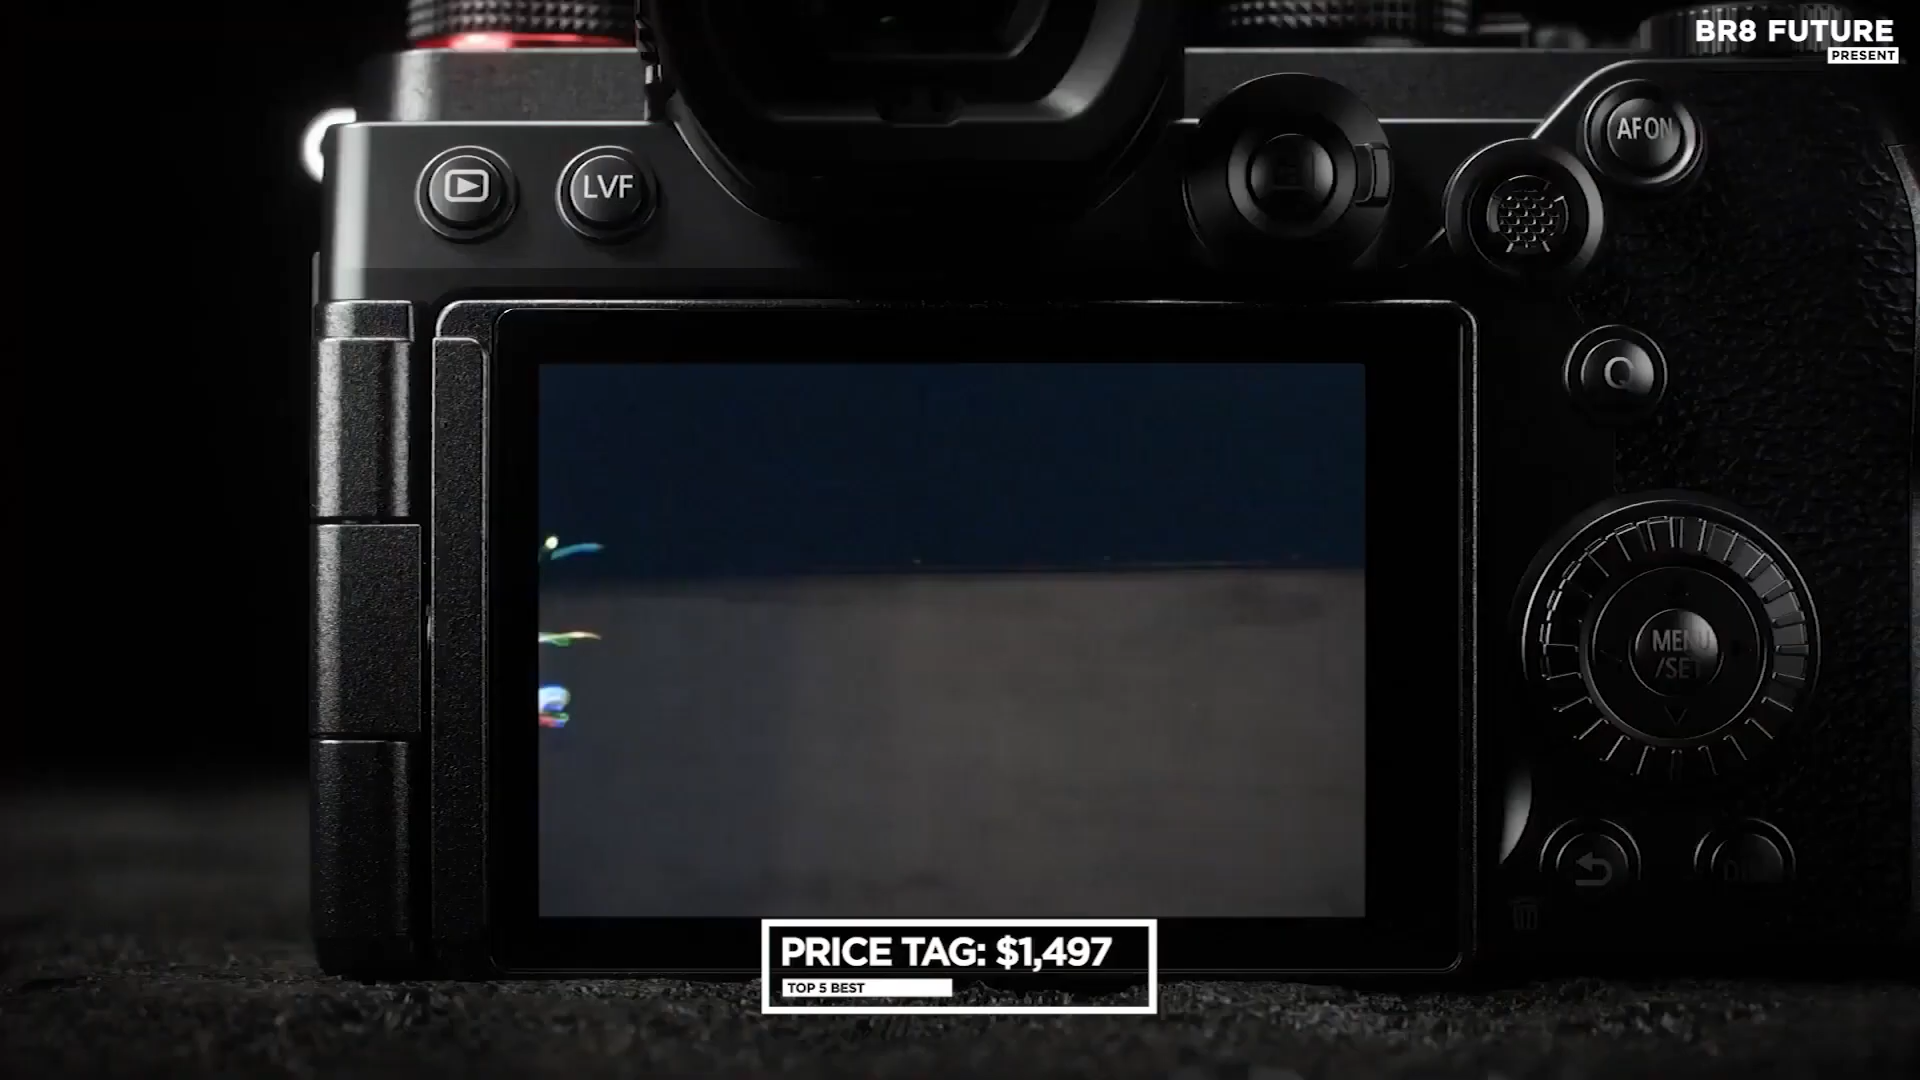 BR8 FUTURE
PRESENT
AF ON
LVF
Q
MENU
/SET
PRICE TAG: $1,497
TOP 5 BEST